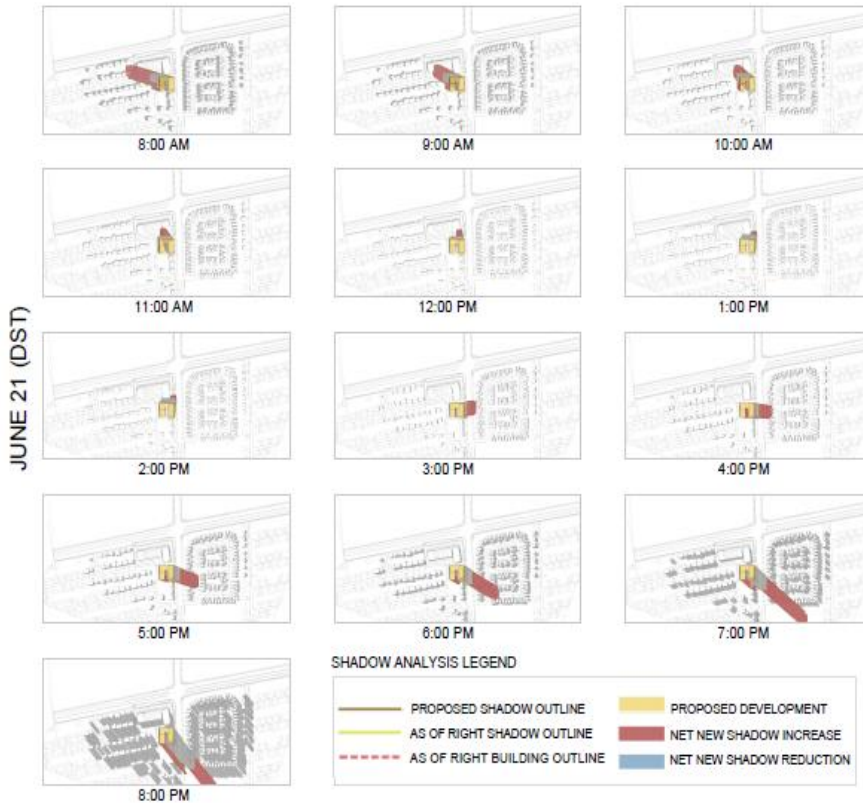 8:00 AM
9:00 AM
10:00 AM
11:00 AM
12:00 PM
1:00 PM
JUNE 21 (DST)
2:00 PM
3:00 PM
4:00 PM
5:00 PM
6:00 PM
7:00 PM
8:00 PM
SHADOW ANALYSIS LEGEND
PROPOSED SHADOW OUTLINE
AS OF RIGHT SHADOW OUTLINE
AS OF RIGHT BUILDING OUTLINE
PROPOSED DEVELOPMENT
NET NEW SHADOW INCREASE
NET NEW SHADOW REDUCTION